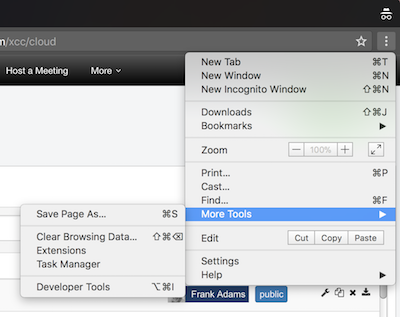 m/xcc/cloud
Host a Meeting
More
New Tab ⌘T
New Window ⌘N
New Incognito Window ⇧⌘N
Downloads ⇧⌘J
Bookmarks ▶
Zoom − 100% +
Print... ⌘P
Cast...
Find... ⌘F
More Tools ▶
Save Page As... ⌘S
Clear Browsing Data... ⇧⌘⌫
Extensions
Task Manager
Developer Tools ⌥⌘I
Edit Cut Copy Paste
Settings
Help ▶
Frank Adams public